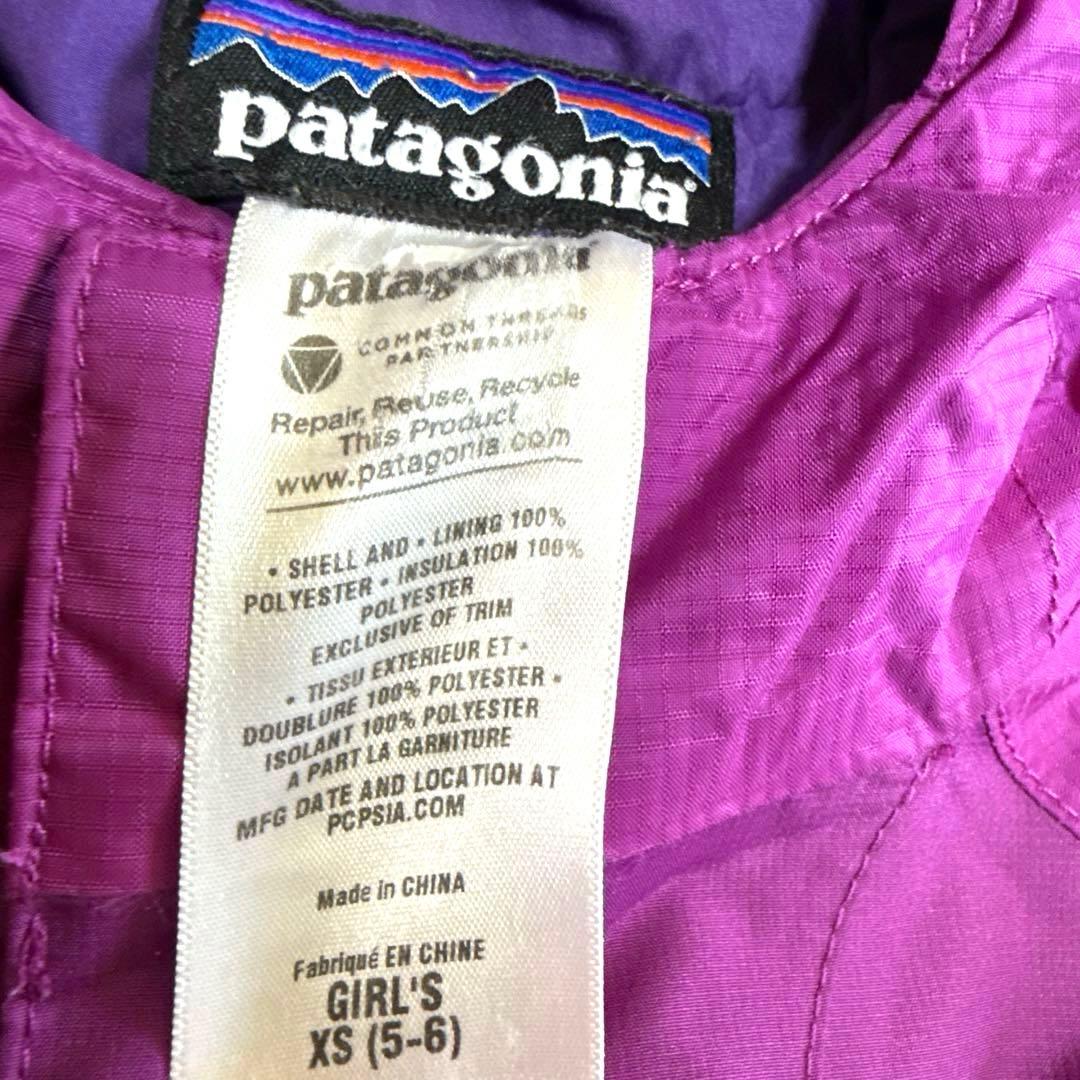 patagonia
patagonia
COMMON THREADS
PARTNERSHIP
Repair, Reuse, Recycle
This Product
www.patagonia.com
• SHELL AND • LINING 100%
POLYESTER • INSULATION 100%
POLYESTER
EXCLUSIVE OF TRIM
• TISSU EXTERIEUR ET •
DOUBLURE 100% POLYESTER •
ISOLANT 100% POLYESTER
A PART LA GARNITURE
MFG DATE AND LOCATION AT
PCPSIA.COM
Made in CHINA
Fabriqué EN CHINE
GIRL'S
XS (5-6)